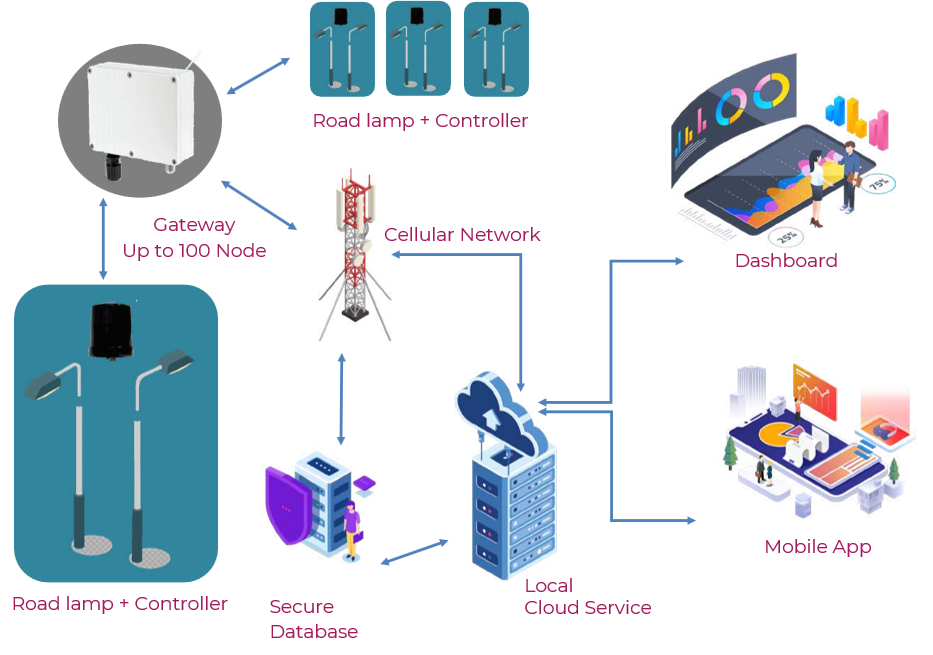 Road lamp + Controller
Gateway
Up to 100 Node
Cellular Network
75%
25%
Dashboard
Mobile App
Road lamp + Controller
Secure
Database
Local
Cloud Service